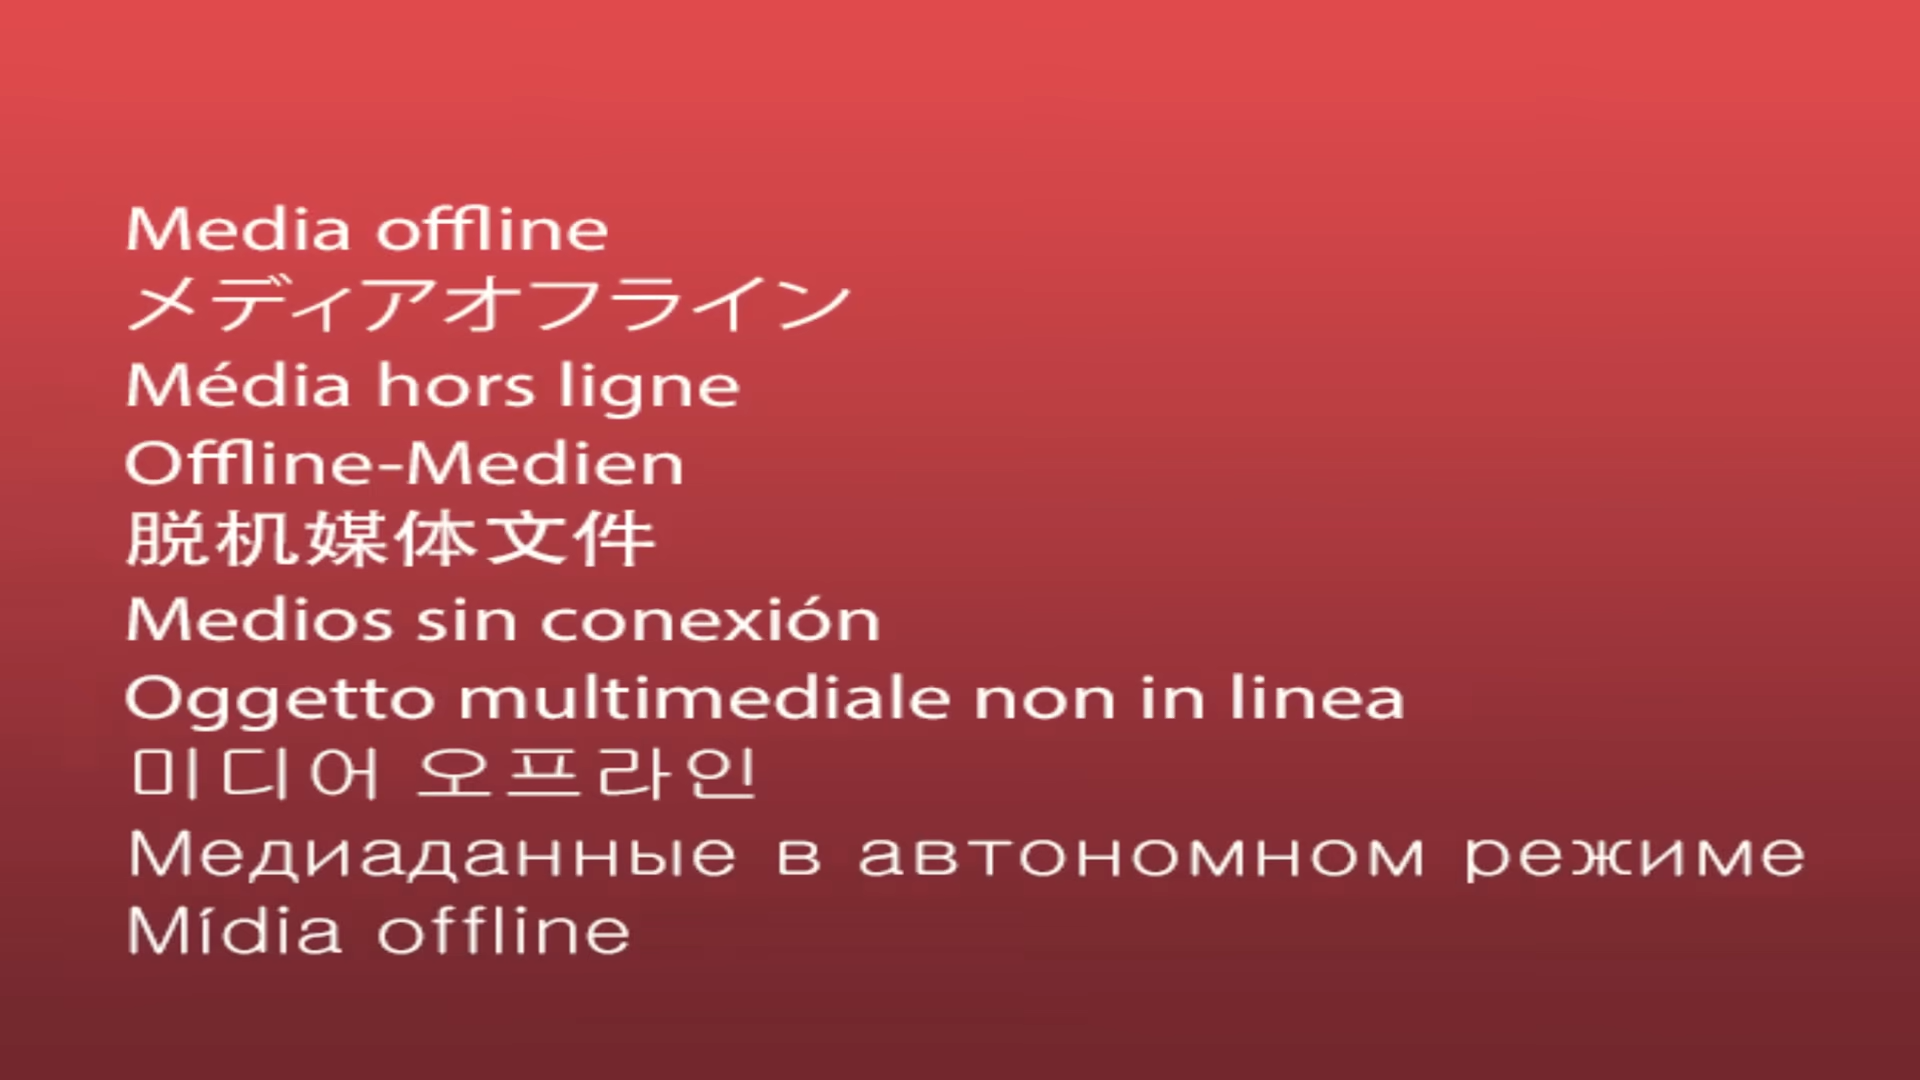 Media offline
メディアオフライン
Média hors ligne
Offline-Medien
脱机媒体文件
Medios sin conexión
Oggetto multimediale non in linea
미디어 오프라인
Медиаданные в автономном режиме
Mídia offline